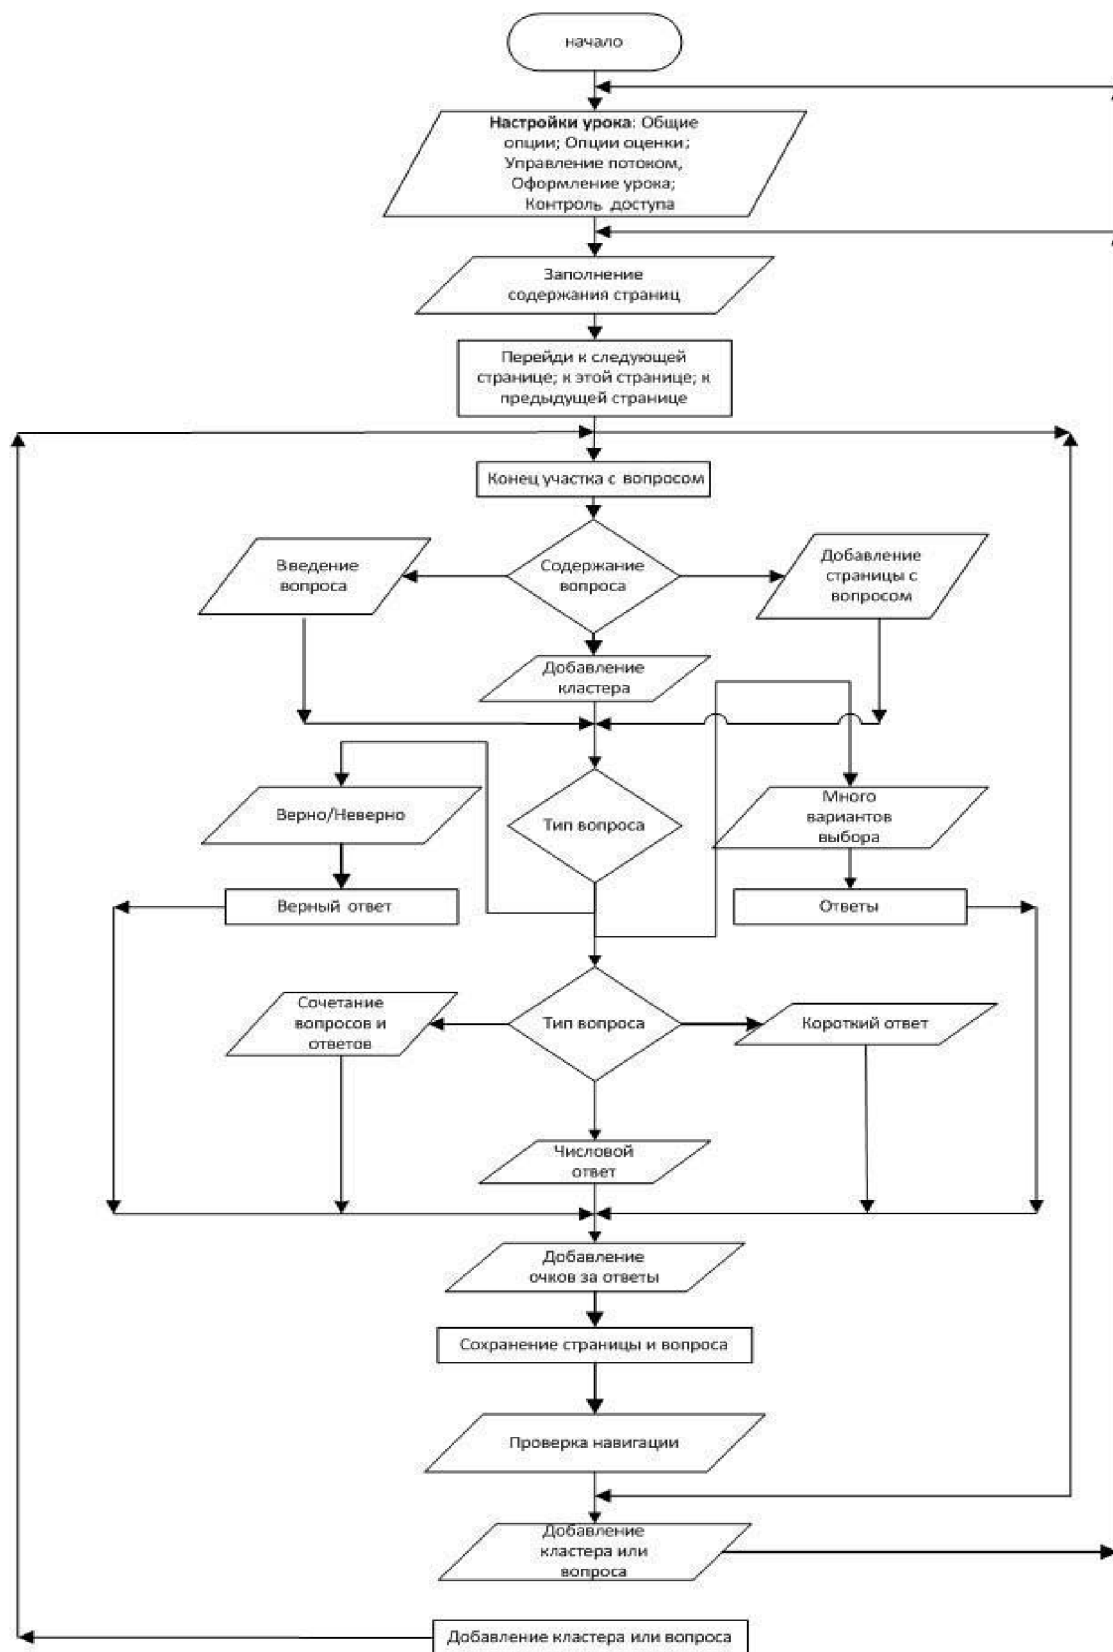 начало
Настройки урока: Общие
опции; Опции оценки;
Управление потоком,
Оформление урока;
Контроль доступа
Заполнение
содержания страниц
Перейди к следующей
странице; к этой странице; к
предыдущей странице
Конец участка с вопросом
Введение
вопроса
Содержание
вопроса
Добавление
страницы с
вопросом
Добавление
кластера
Верно/Неверно
Тип вопроса
Много
вариантов
выбора
Верный ответ
Ответы
Сочетание
вопросов и
ответов
Тип вопроса
Короткий ответ
Числовой
ответ
Добавление
очков за ответы
Сохранение страницы и вопроса
Проверка навигации
Добавление
кластера или
вопроса
Добавление кластера или вопроса